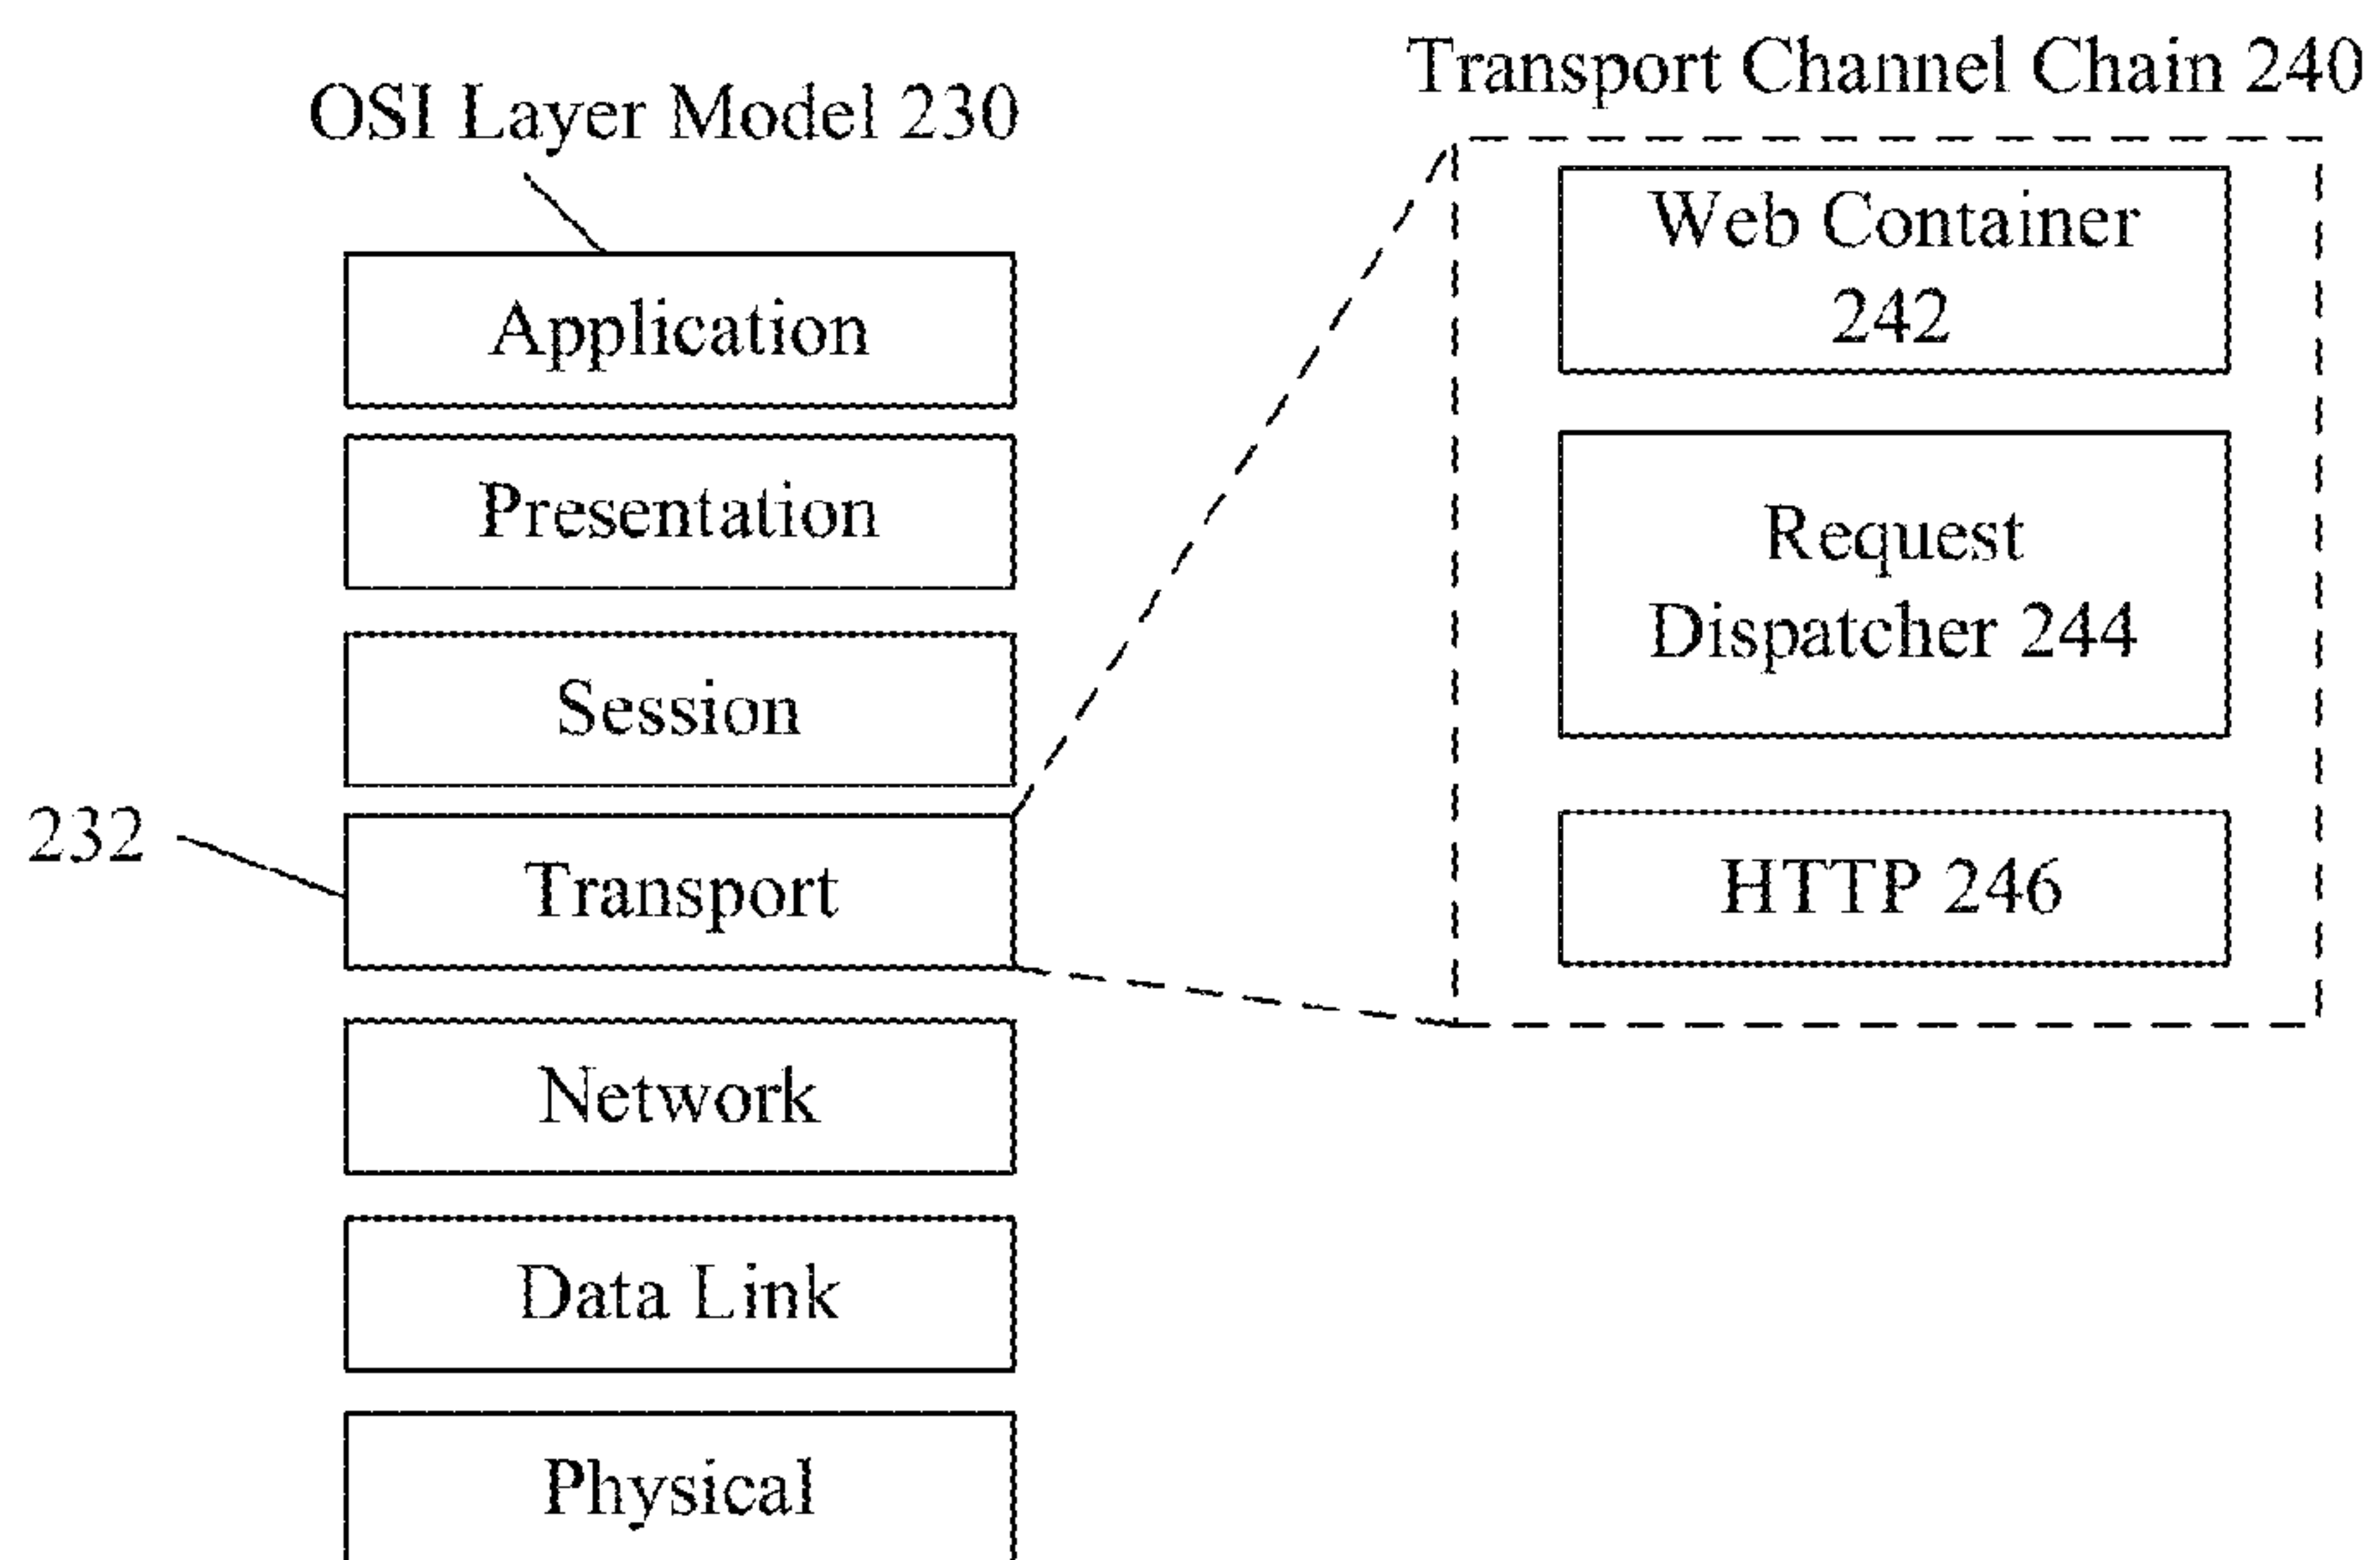 OSI Layer Model 230
Application
Presentation
Session
232
Transport
Network
Data Link
Physical
Transport Channel Chain 240
Web Container
242
Request
Dispatcher 244
HTTP 246